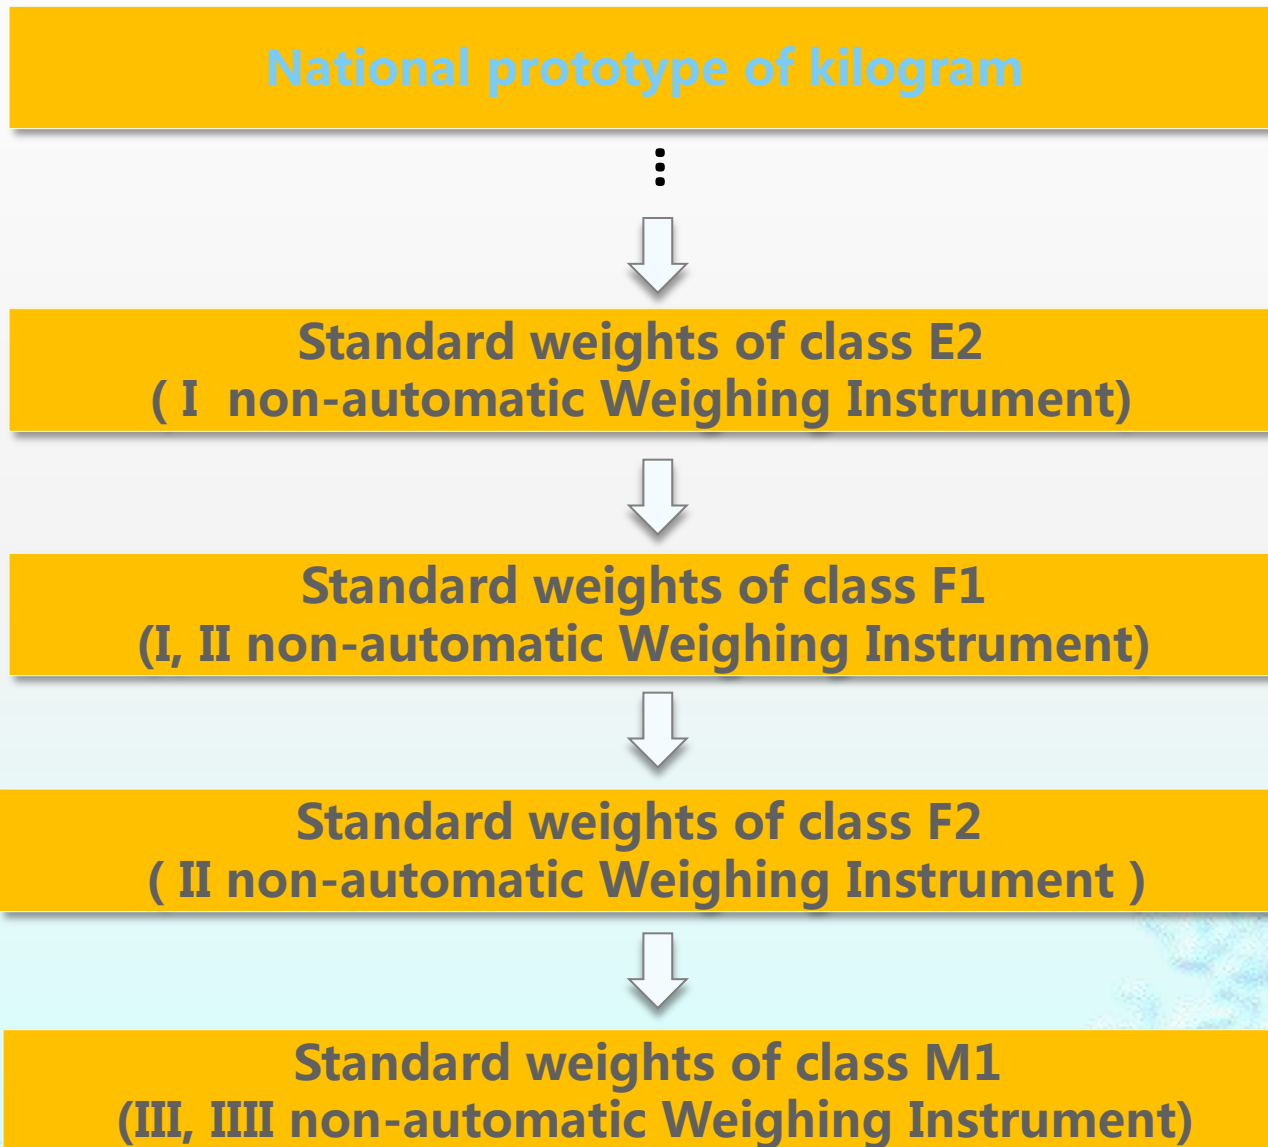 National prototype of kilogram
⋮
Standard weights of class E2
( I  non-automatic Weighing Instrument)
Standard weights of class F1
(I, II non-automatic Weighing Instrument)
Standard weights of class F2
( II non-automatic Weighing Instrument )
Standard weights of class M1
(III, IIII non-automatic Weighing Instrument)